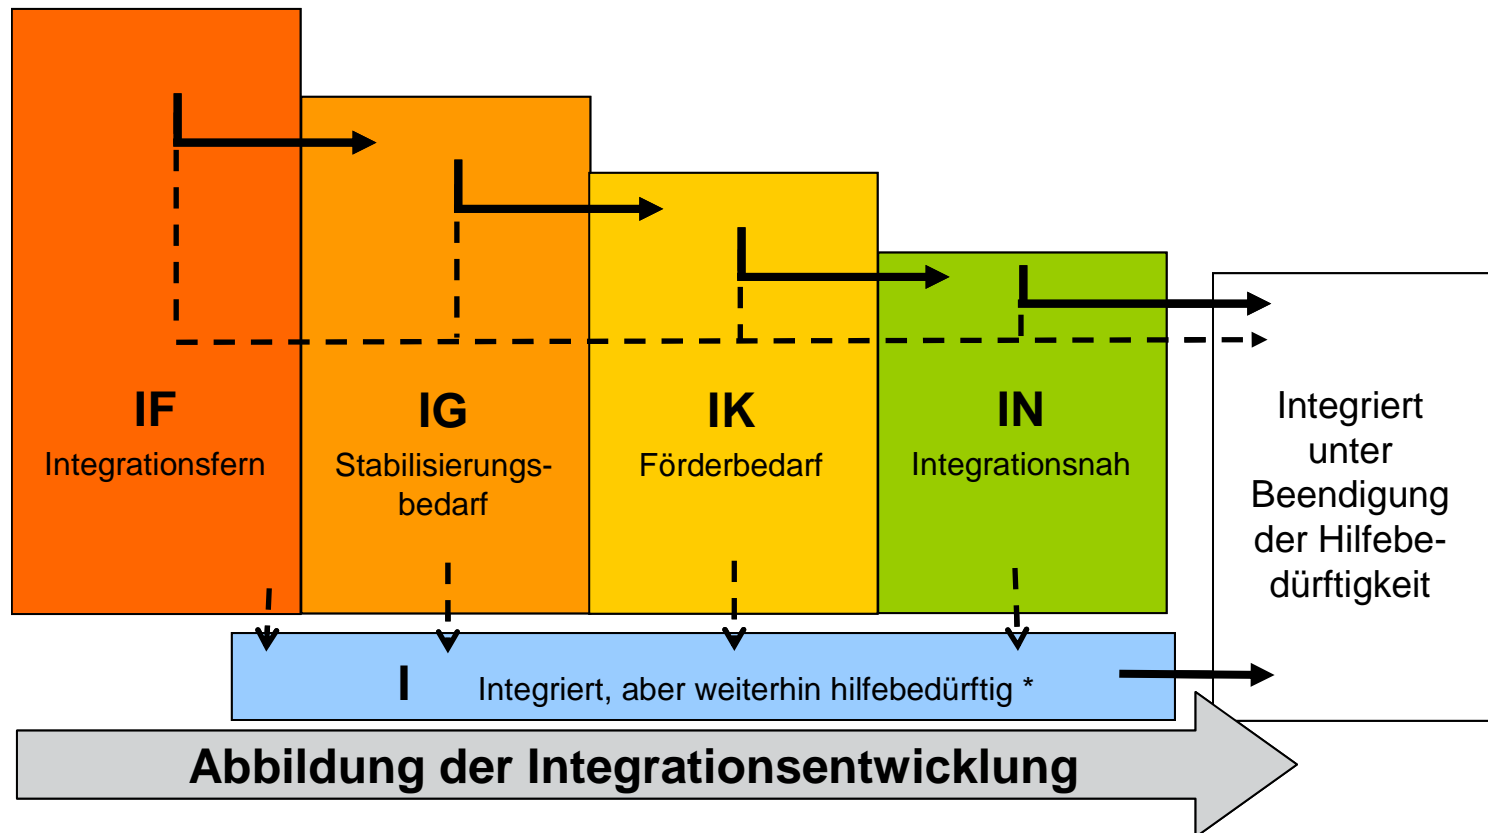 IF
Integrationsfern
IG
Stabilisierungs-
bedarf
IK
Förderbedarf
IN
Integrationsnah
Integriert
unter
Beendigung
der Hilfebe-
dürftigkeit
I Integriert, aber weiterhin hilfebedürftig *
Abbildung der Integrationsentwicklung